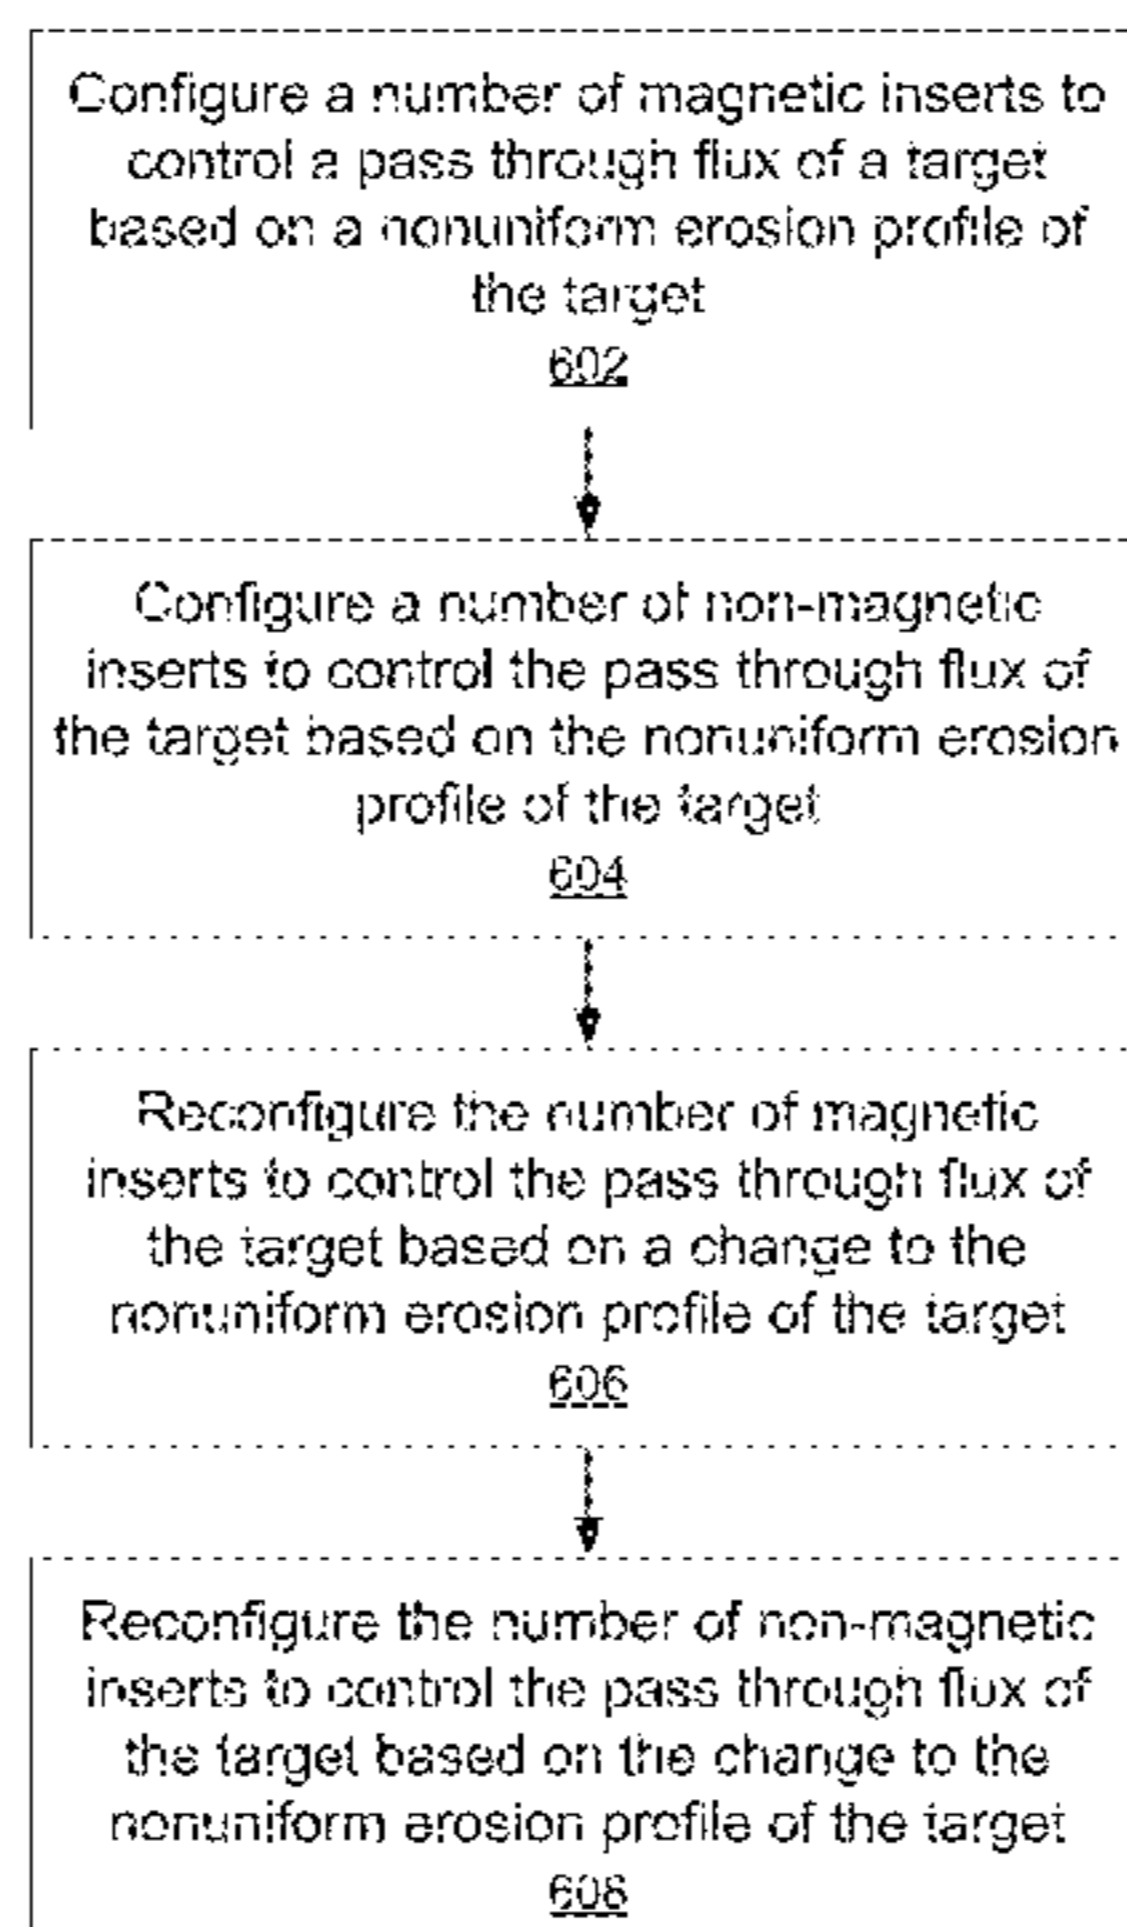 Configure a number of magnetic inserts to
control a pass through flux of a target
based on a nonuniform erosion profile of
the target
602
Configure a number of non-magnetic
inserts to control the pass through flux of
the target based on the nonuniform erosion
profile of the target
604
Reconfigure the number of magnetic
inserts to control the pass through flux of
the target based on a change to the
nonuniform erosion profile of the target
606
Reconfigure the number of non-magnetic
inserts to control the pass through flux of
the target based on the change to the
nonuniform erosion profile of the target
608